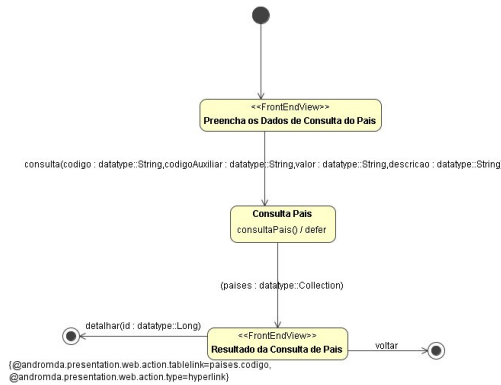 <<FrontEndView>>
Preencha os Dados de Consulta do Pais
consulta(codigo : datatype::String,codigoAuxiliar : datatype::String,valor : datatype::String,descricao : datatype::String
Consulta Pais
consultaPais() / defer
(paises : datatype::Collection)
detalhar(id : datatype::Long)
<<FrontEndView>>
Resultado da Consulta de Pais
voltar
{@andromda.presentation.web.action.tablelink=paises.codigo,
@andromda.presentation.web.action.type=hyperlink}